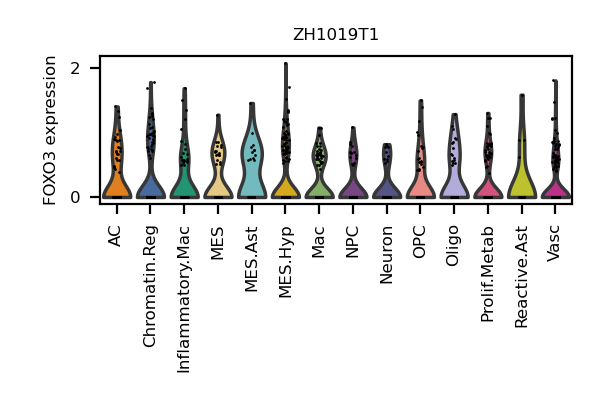 ZH1019T1
FOXO3 expression
2
0
AC
Chromatin.Reg
Inflammatory.Mac
MES
MES.Ast
MES.Hyp
Mac
NPC
Neuron
OPC
Oligo
Prolif.Metab
Reactive.Ast
Vasc